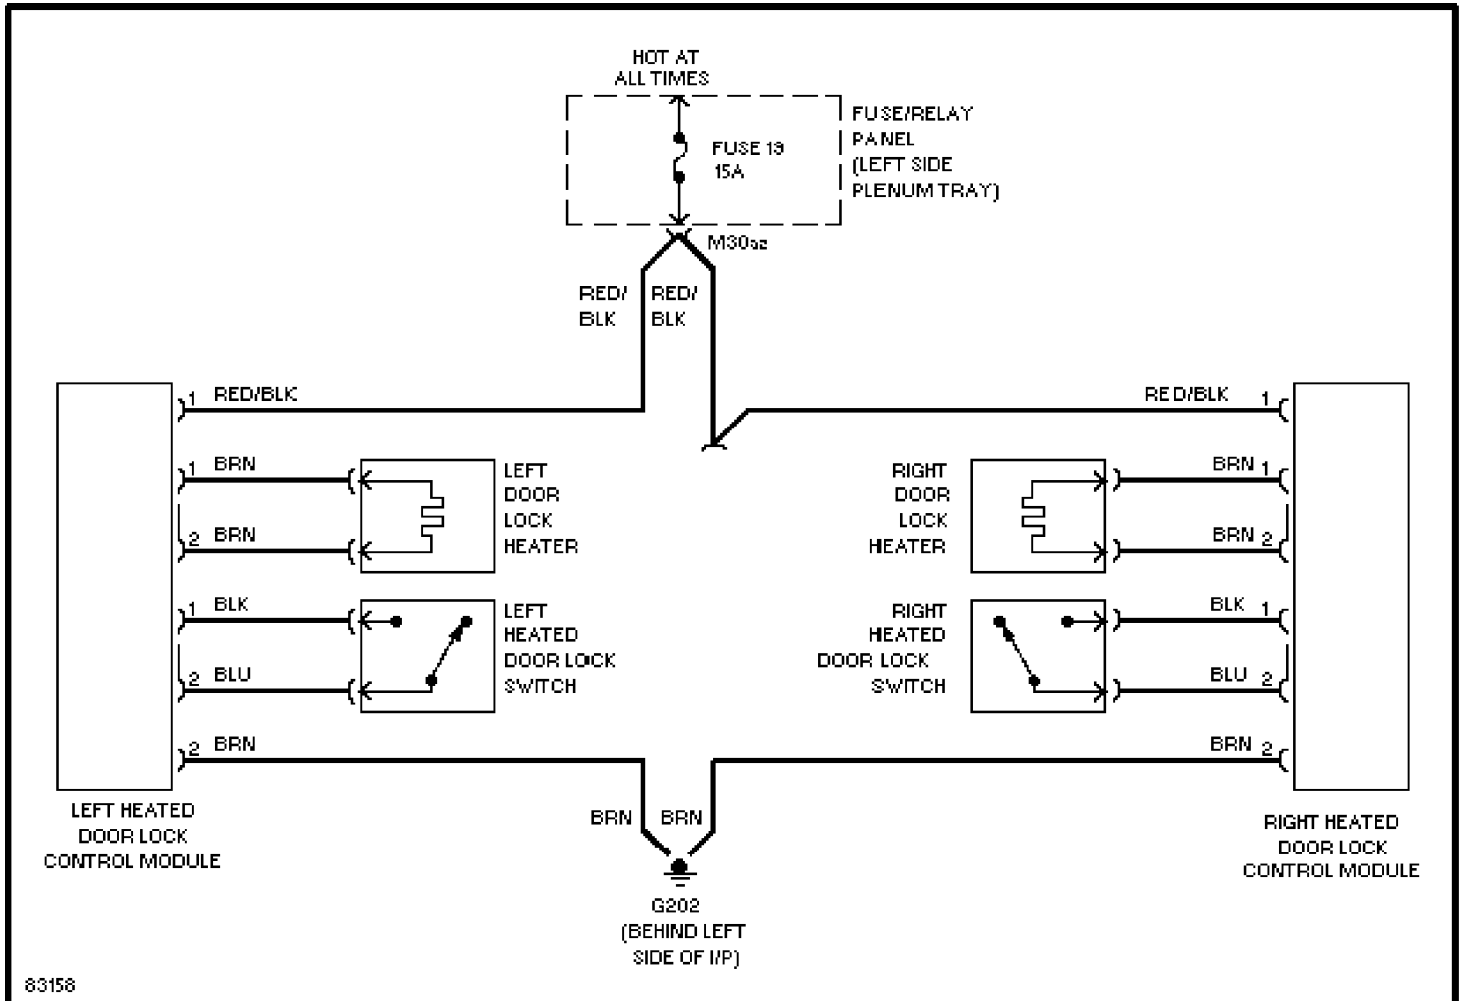 HOT AT
ALL TIMES
FUSE/RELAY
PANEL
(LEFT SIDE
PLENUM TRAY)
FUSE 19
15A
M30az
RED/
BLK
RED/
BLK
1 RED/BLK
RED/BLK 1
1 BRN
2 BRN
LEFT
DOOR
LOCK
HEATER
RIGHT
DOOR
LOCK
HEATER
BRN 1
BRN 2
1 BLK
2 BLU
LEFT
HEATED
DOOR LOCK
SWITCH
RIGHT
HEATED
DOOR LOCK
SWITCH
BLK 1
BLU 2
2 BRN
BRN 2
LEFT HEATED
DOOR LOCK
CONTROL MODULE
BRN BRN
RIGHT HEATED
DOOR LOCK
CONTROL MODULE
G202
(BEHIND LEFT
SIDE OF I/P)
83158